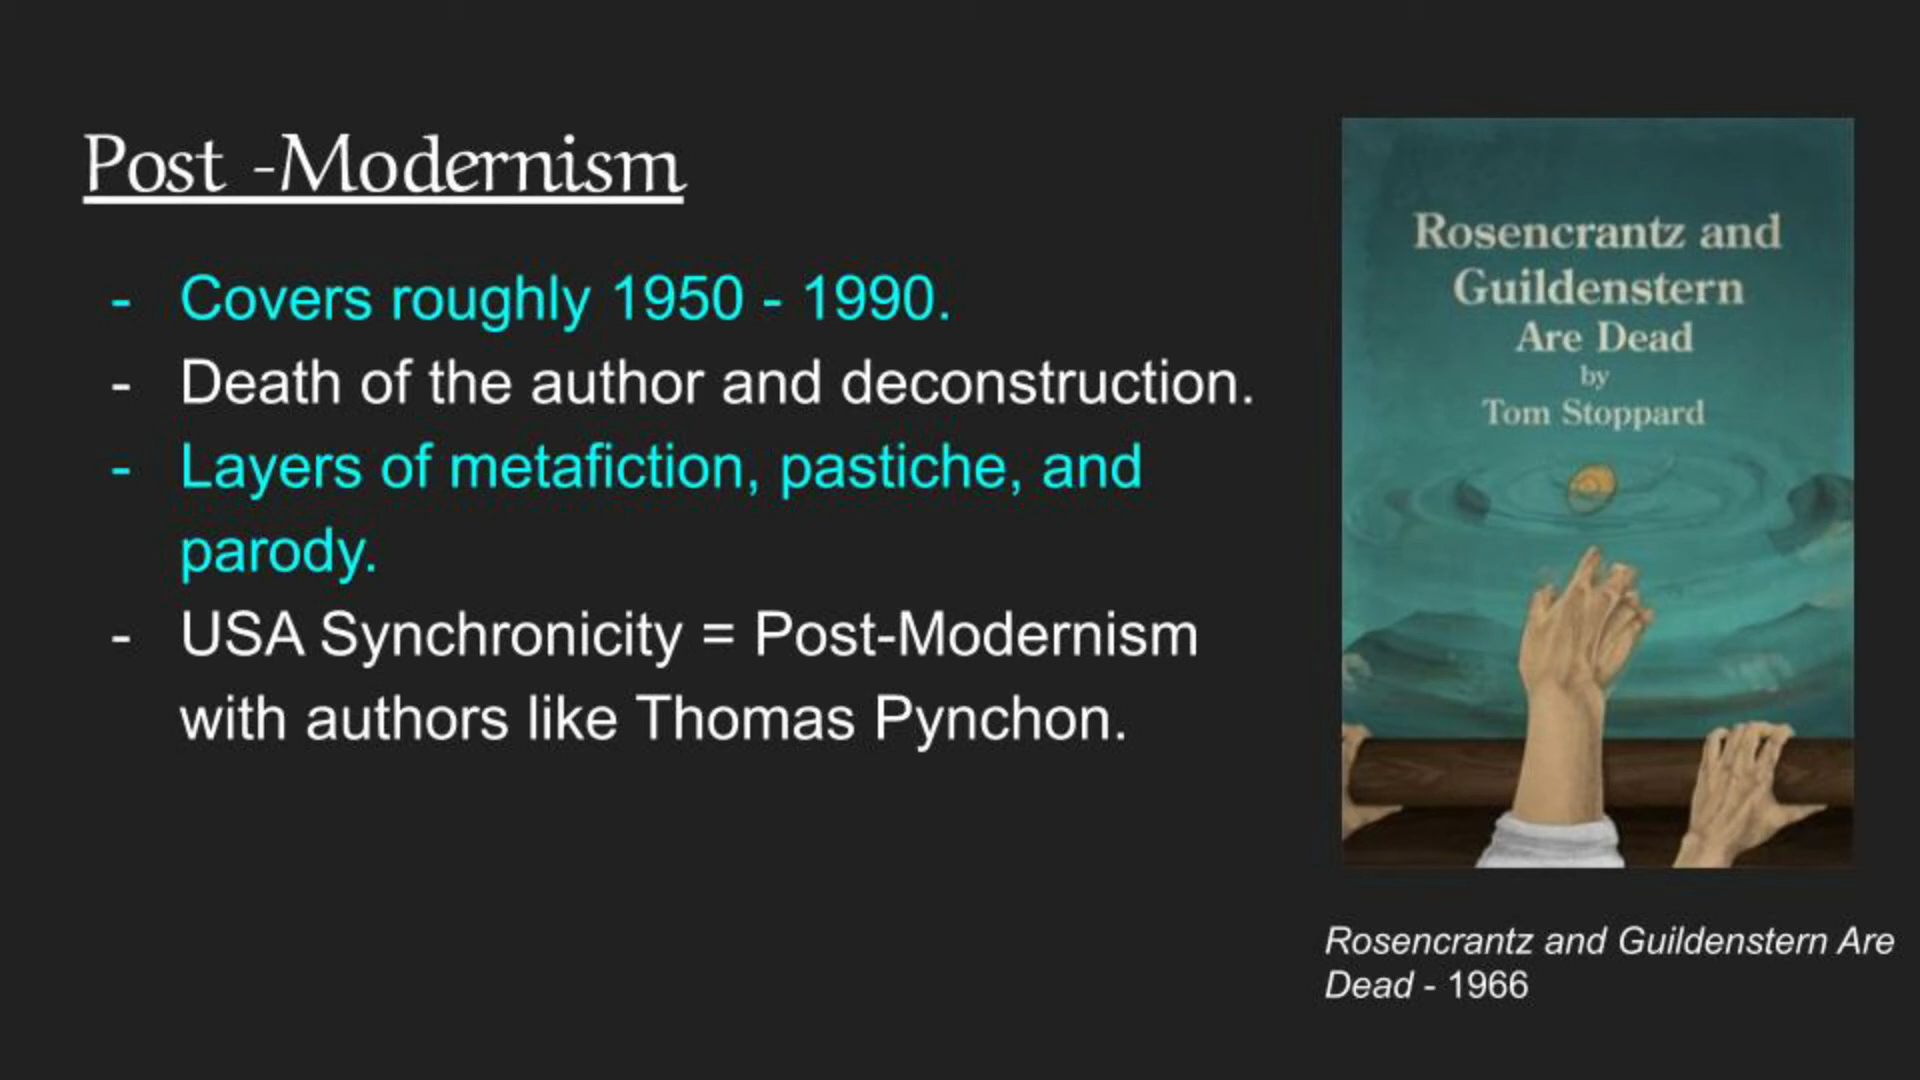 Post -Modernism
- Covers roughly 1950 - 1990.
- Death of the author and deconstruction.
- Layers of metafiction, pastiche, and
parody.
- USA Synchronicity = Post-Modernism
with authors like Thomas Pynchon.
Rosencrantz and
Guildenstern
Are Dead
by
Tom Stoppard
Rosencrantz and Guildenstern Are
Dead - 1966